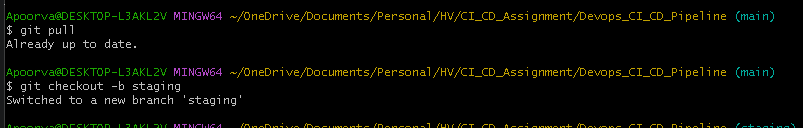 Apoorva@DESKTOP-L3AKL2V MINGW64 ~/OneDrive/Documents/Personal/HV/CI_CD_Assignment/Devops_CI_CD_Pipeline (main)
$ git pull
Already up to date.
Apoorva@DESKTOP-L3AKL2V MINGW64 ~/OneDrive/Documents/Personal/HV/CI_CD_Assignment/Devops_CI_CD_Pipeline (main)
$ git checkout -b staging
Switched to a new branch 'staging'
Apoorva@DESKTOP-L3AKL2V MINGW64 ~/OneDrive/Documents/Personal/HV/CI_CD_Assignment/Devops_CI_CD_Pipeline (staging)